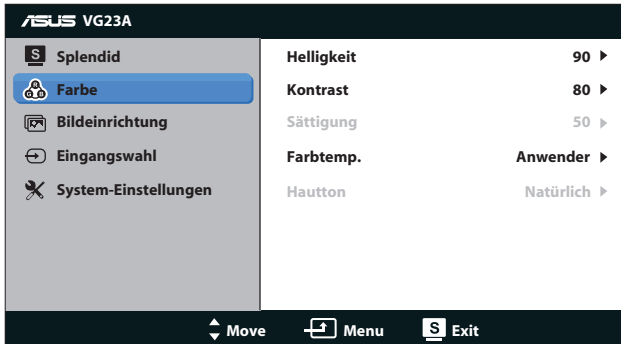 ASUS VG23A
S Splendid
Farbe
Bildeinrichtung
Eingangswahl
System-Einstellungen
Helligkeit 90
Kontrast 80
Sättigung 50
Farbtemp. Anwender
Hautton Natürlich
Move Menu S Exit